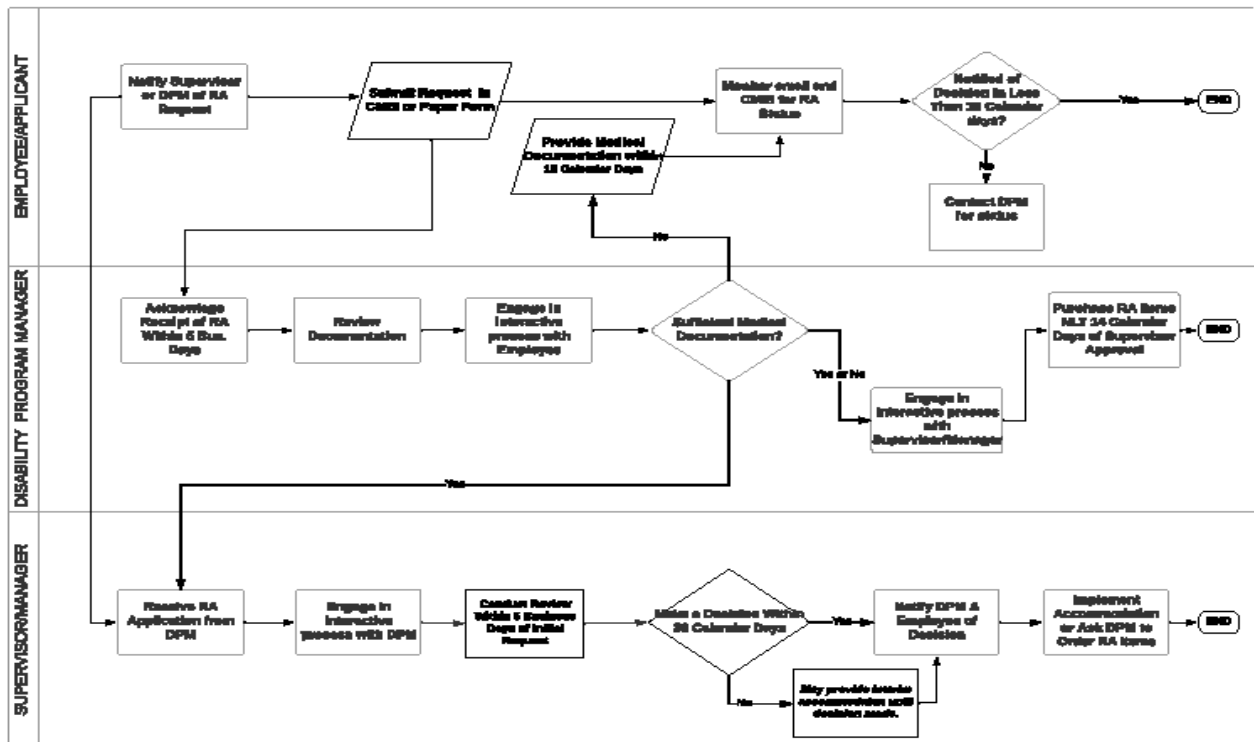 EMPLOYEE/APPLICANT
Notify Supervisor
or DPM of RA
Request
Submit Request in
or Paper Form
Monitor email and
for RA
Status
Notified of
Decision in Less
Than Calendar
days?
Yes
END
No
Contact DPM
for status
Provide Medical
Documentation within
Calendar Days
No
DISABILITY PROGRAM MANAGER
Acknowledge
Receipt of RA
Within 5 Bus.
Days
Review
Documentation
Engage in
Interactive
process with
Employee
Sufficient Medical
Documentation?
Yes or No
Engage in
interactive process
with
Supervisor/Manager
Purchase RA Items
NLT 14 Calendar
Days of Supervisor
Approval
END
Yes
SUPERVISOR/MANAGER
Receive RA
Application from
DPM
Engage in
interactive
process with DPM
Conduct Review
Within 5 Business
Days of Initial
Request
Make a Decision Within
Calendar Days
Yes
No
May provide interim
accommodation until
decision made.
Notify DPM &
Employee of
Decision
Implement
Accommodation
or Ask DPM to
Order RA Items
END